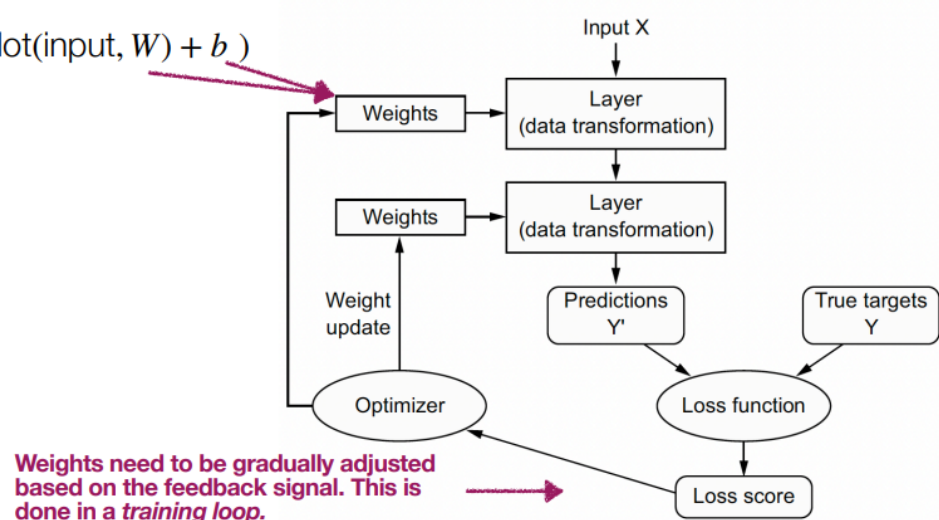 lot(input, W) + b )
Input X
Weights
Layer
(data transformation)
Weights
Layer
(data transformation)
Weight
update
Predictions
Y'
True targets
Y
Optimizer
Loss function
Weights need to be gradually adjusted
based on the feedback signal. This is
done in a training loop.
Loss score